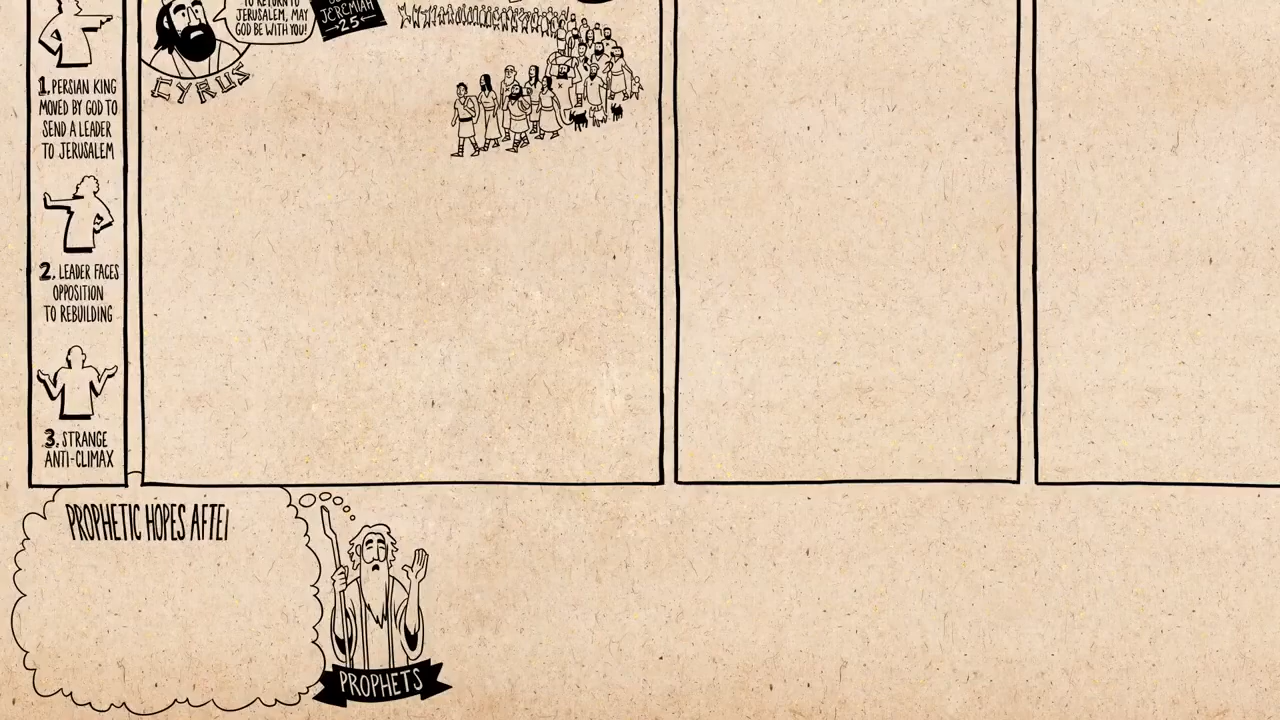 TO RETURN TO
JERUSALEM, MAY
GOD BE WITH YOU!
JEREMIAH
→25←
CYRUS
1. PERSIAN KING
MOVED BY GOD TO
SEND A LEADER
TO JERUSALEM
2. LEADER FACES
OPPOSITION
TO REBUILDING
3. STRANGE
ANTI-CLIMAX
PROPHETIC HOPES AFTE
PROPHETS